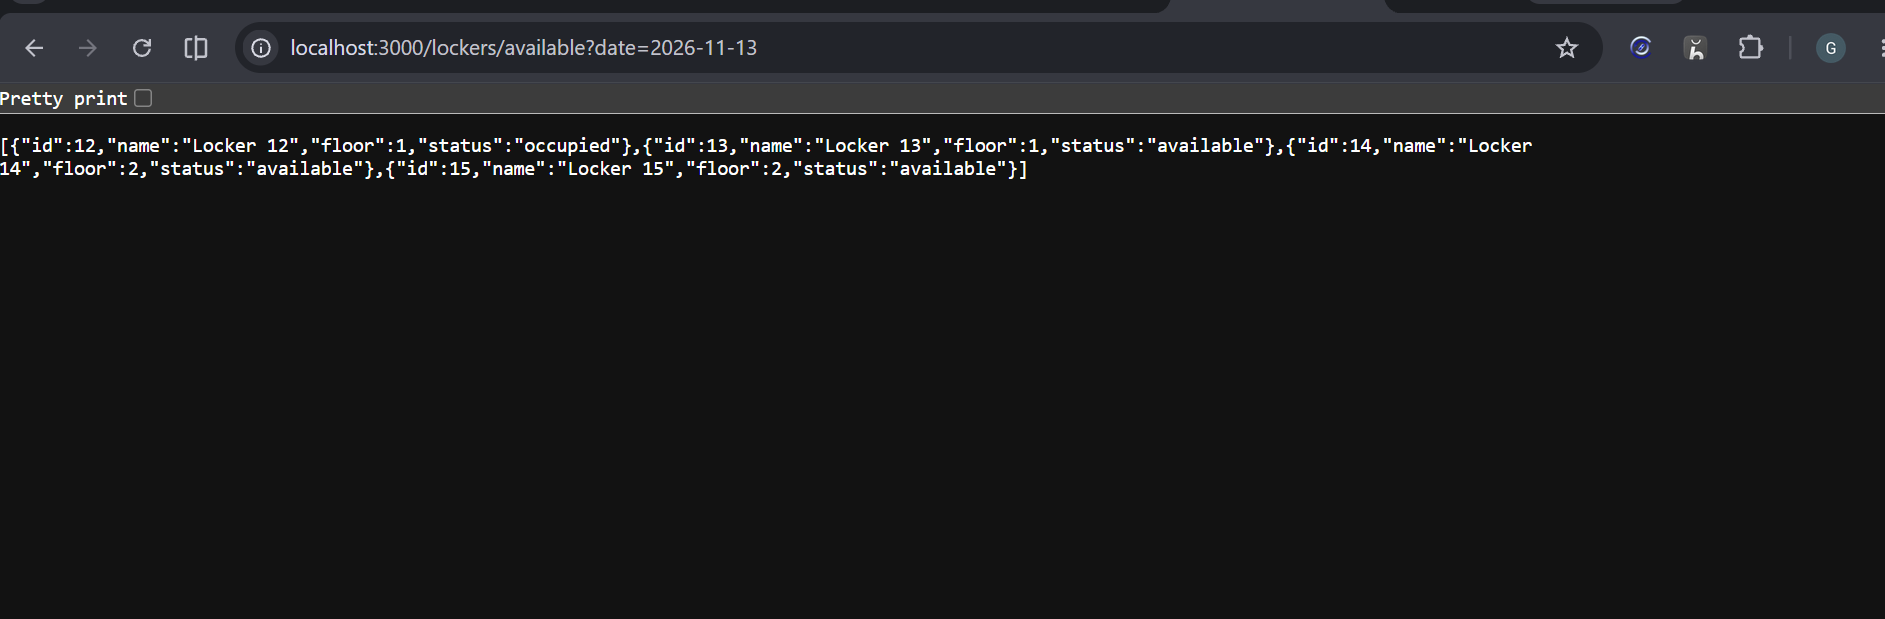 localhost:3000/lockers/available?date=2026-11-13
G
Pretty print
[{"id":12,"name":"Locker 12","floor":1,"status":"occupied"},{"id":13,"name":"Locker 13","floor":1,"status":"available"},{"id":14,"name":"Locker
14","floor":2,"status":"available"},{"id":15,"name":"Locker 15","floor":2,"status":"available"}]